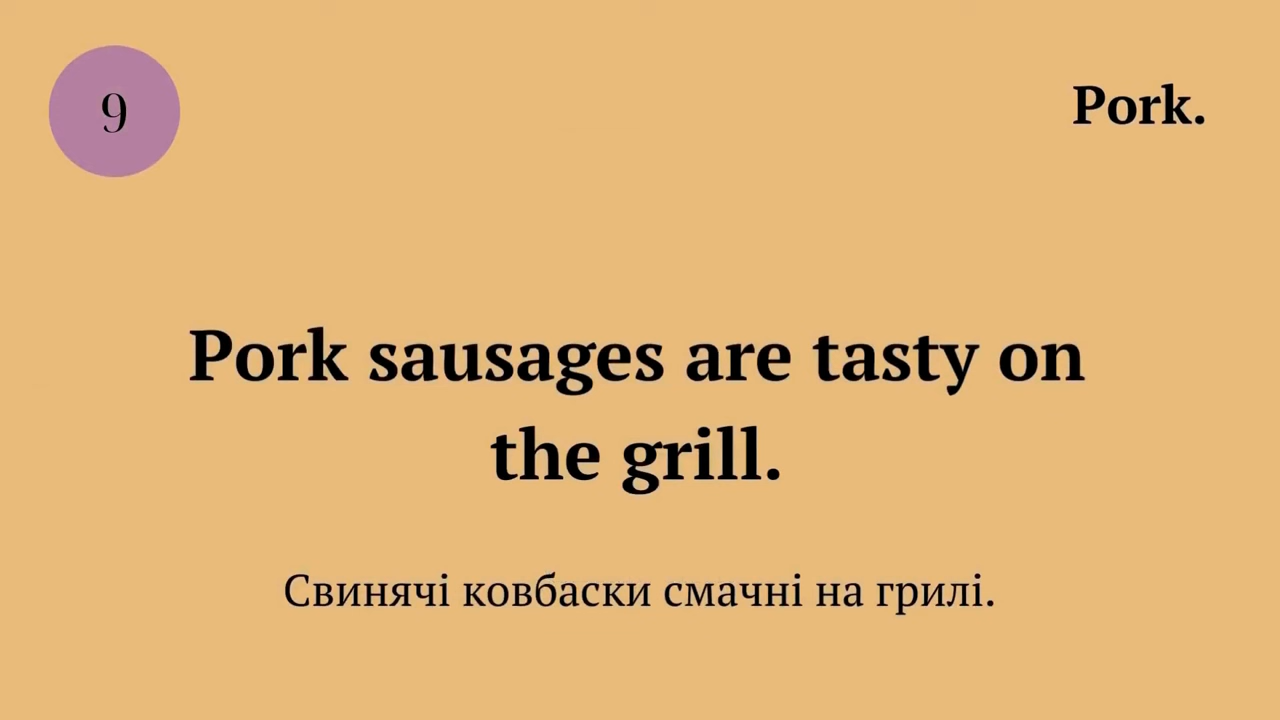 9
Pork.
Pork sausages are tasty on
the grill.
Свинячі ковбаски смачні на грилі.